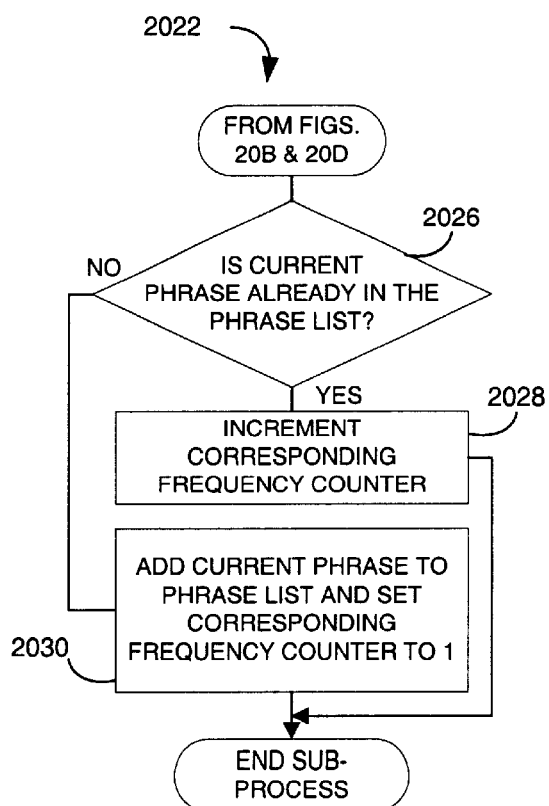 2022
FROM FIGS.
20B & 20D
2026
NO
IS CURRENT
PHRASE ALREADY IN THE
PHRASE LIST?
YES
2028
INCREMENT
CORRESPONDING
FREQUENCY COUNTER
ADD CURRENT PHRASE TO
PHRASE LIST AND SET
CORRESPONDING
FREQUENCY COUNTER TO 1
2030
END SUB-
PROCESS